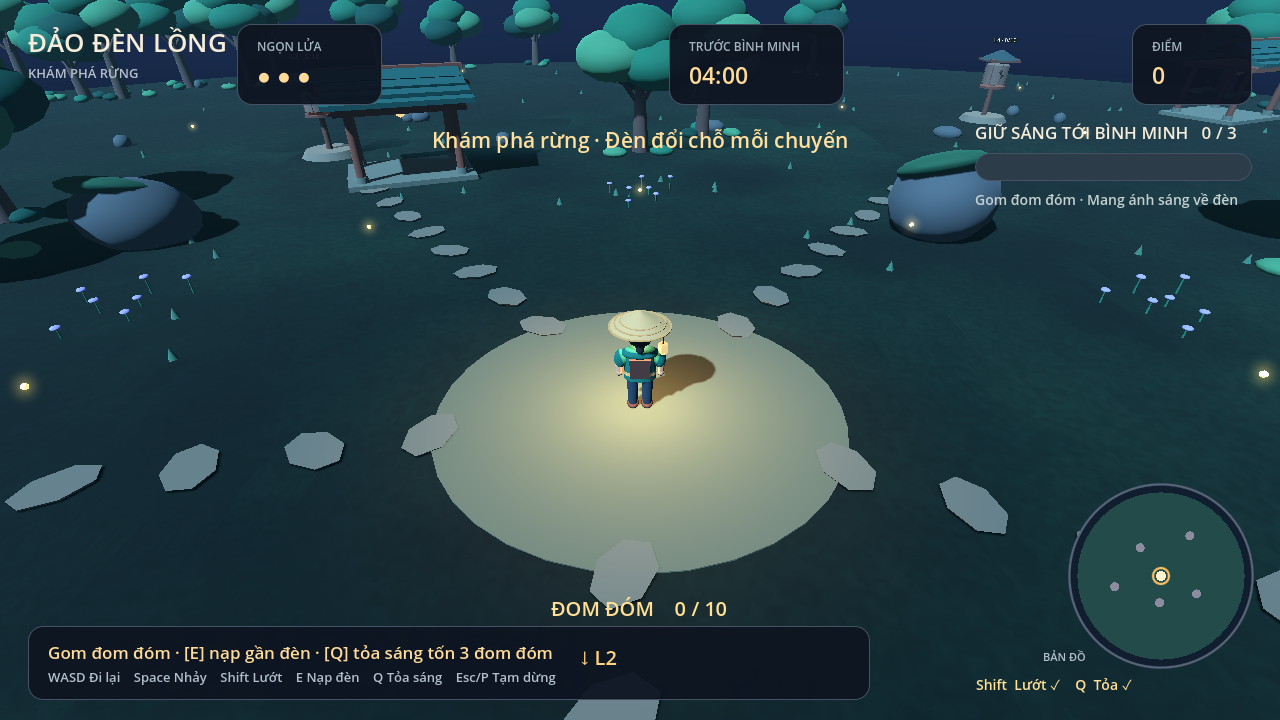 ĐẢO ĐÈN LỒNG
KHÁM PHÁ RỪNG
NGỌN LỬA
TRƯỚC BÌNH MINH
04:00
ĐIỂM
0
Khám phá rừng · Đèn đổi chỗ mỗi chuyến
GIỮ SÁNG TỚI BÌNH MINH 0 / 3
Gom đom đóm · Mang ánh sáng về đèn
ĐOM ĐÓM 0 / 10
Gom đom đóm · [E] nạp gần đèn · [Q] tỏa sáng tốn 3 đom đóm
↓ L2
WASD Đi lại Space Nhảy Shift Lướt E Nạp đèn Q Tỏa sáng Esc/P Tạm dừng
BẢN ĐỒ
Shift Lướt ✓ Q Tỏa ✓